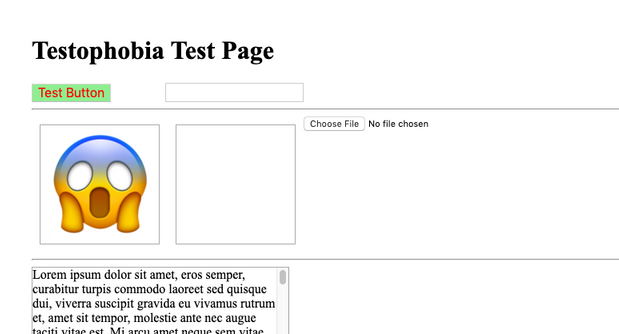 Testophobia Test Page
Test Button
Choose File No file chosen
Lorem ipsum dolor sit amet, eros semper,
curabitur turpis commodo laoreet sed quisque
dui, viverra suscipit gravida eu vivamus rutrum
et, amet sit tempor, molestie ante nec augue
taciti vitae est. Mi arcu amet neque sem vitae